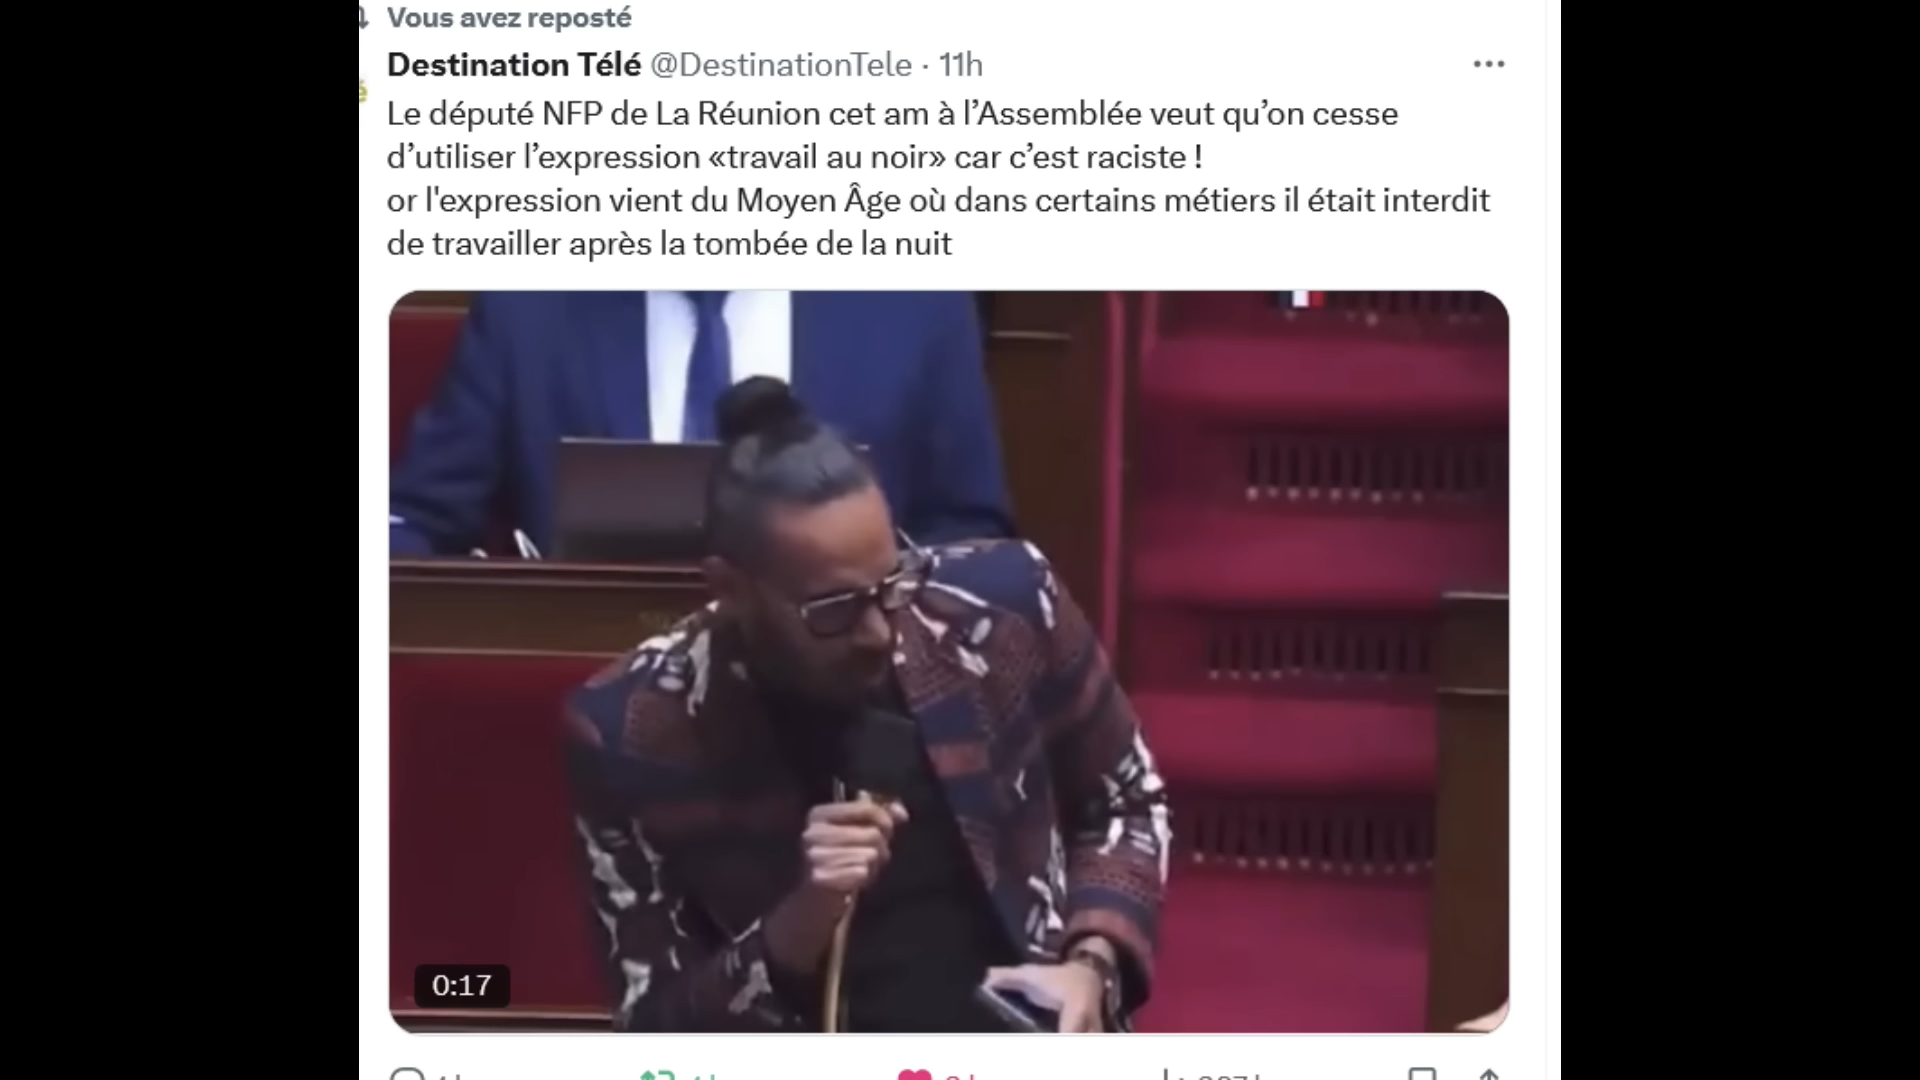 Vous avez reposté
Destination Télé @DestinationTele · 11h
Le député NFP de La Réunion cet am à l’Assemblée veut qu’on cesse
d’utiliser l’expression «travail au noir» car c’est raciste !
or l'expression vient du Moyen Âge où dans certains métiers il était interdit
de travailler après la tombée de la nuit
0:17